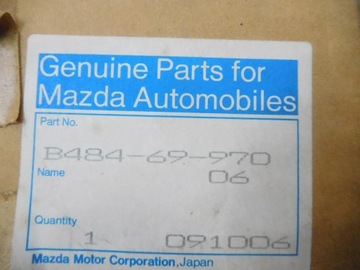 Genuine Parts for
Mazda Automobiles
Part No.
B484-69-970
Name 06
Quantity
1 091006
Mazda Motor Corporation, Japan